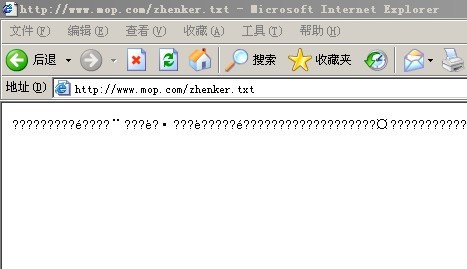 http://www.mop.com/zhenker.txt - Microsoft Internet Explorer
文件(F) 编辑(E) 查看(V) 收藏(A) 工具(T) 帮助(H)
后退 搜索 收藏夹
地址(D) http://www.mop.com/zhenker.txt
?????????é????¨ ???è?• ???è?????é???????????????????¤ ???????????